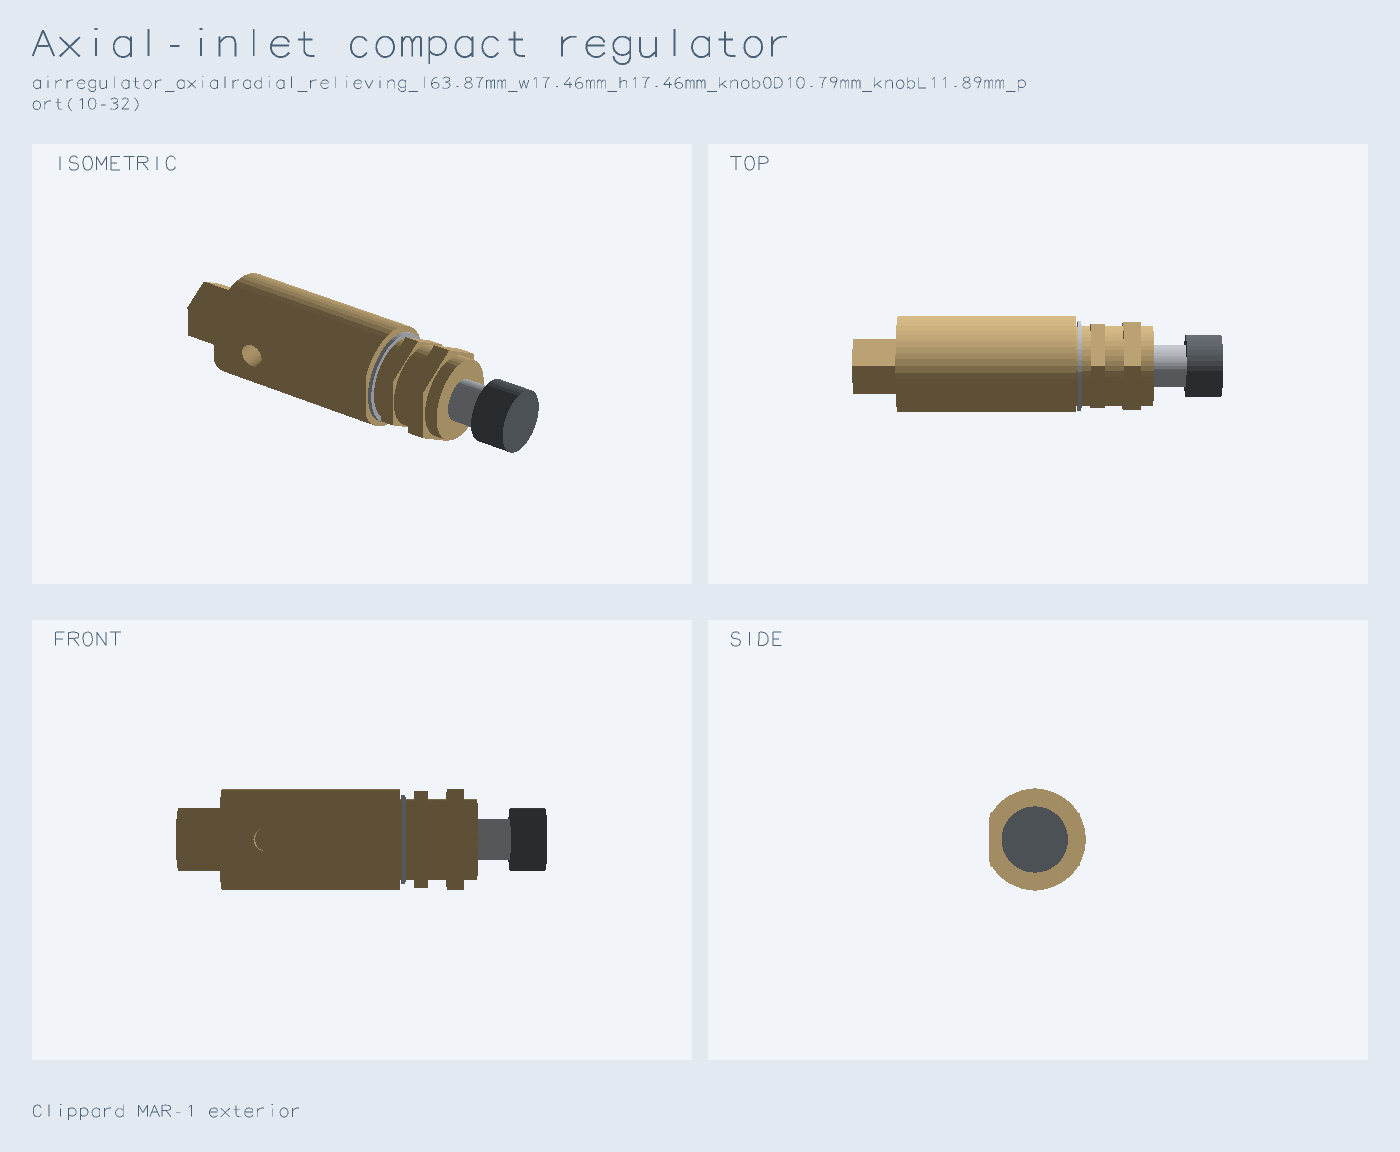 Axial-inlet compact regulator
airregulator_axialradial_relieving_l63.87mm_w17.46mm_h17.46mm_knobOD10.79mm_knobL11.89mm_p
ort(10-32)
ISOMETRIC
TOP
FRONT
SIDE
Clippard MAR-1 exterior